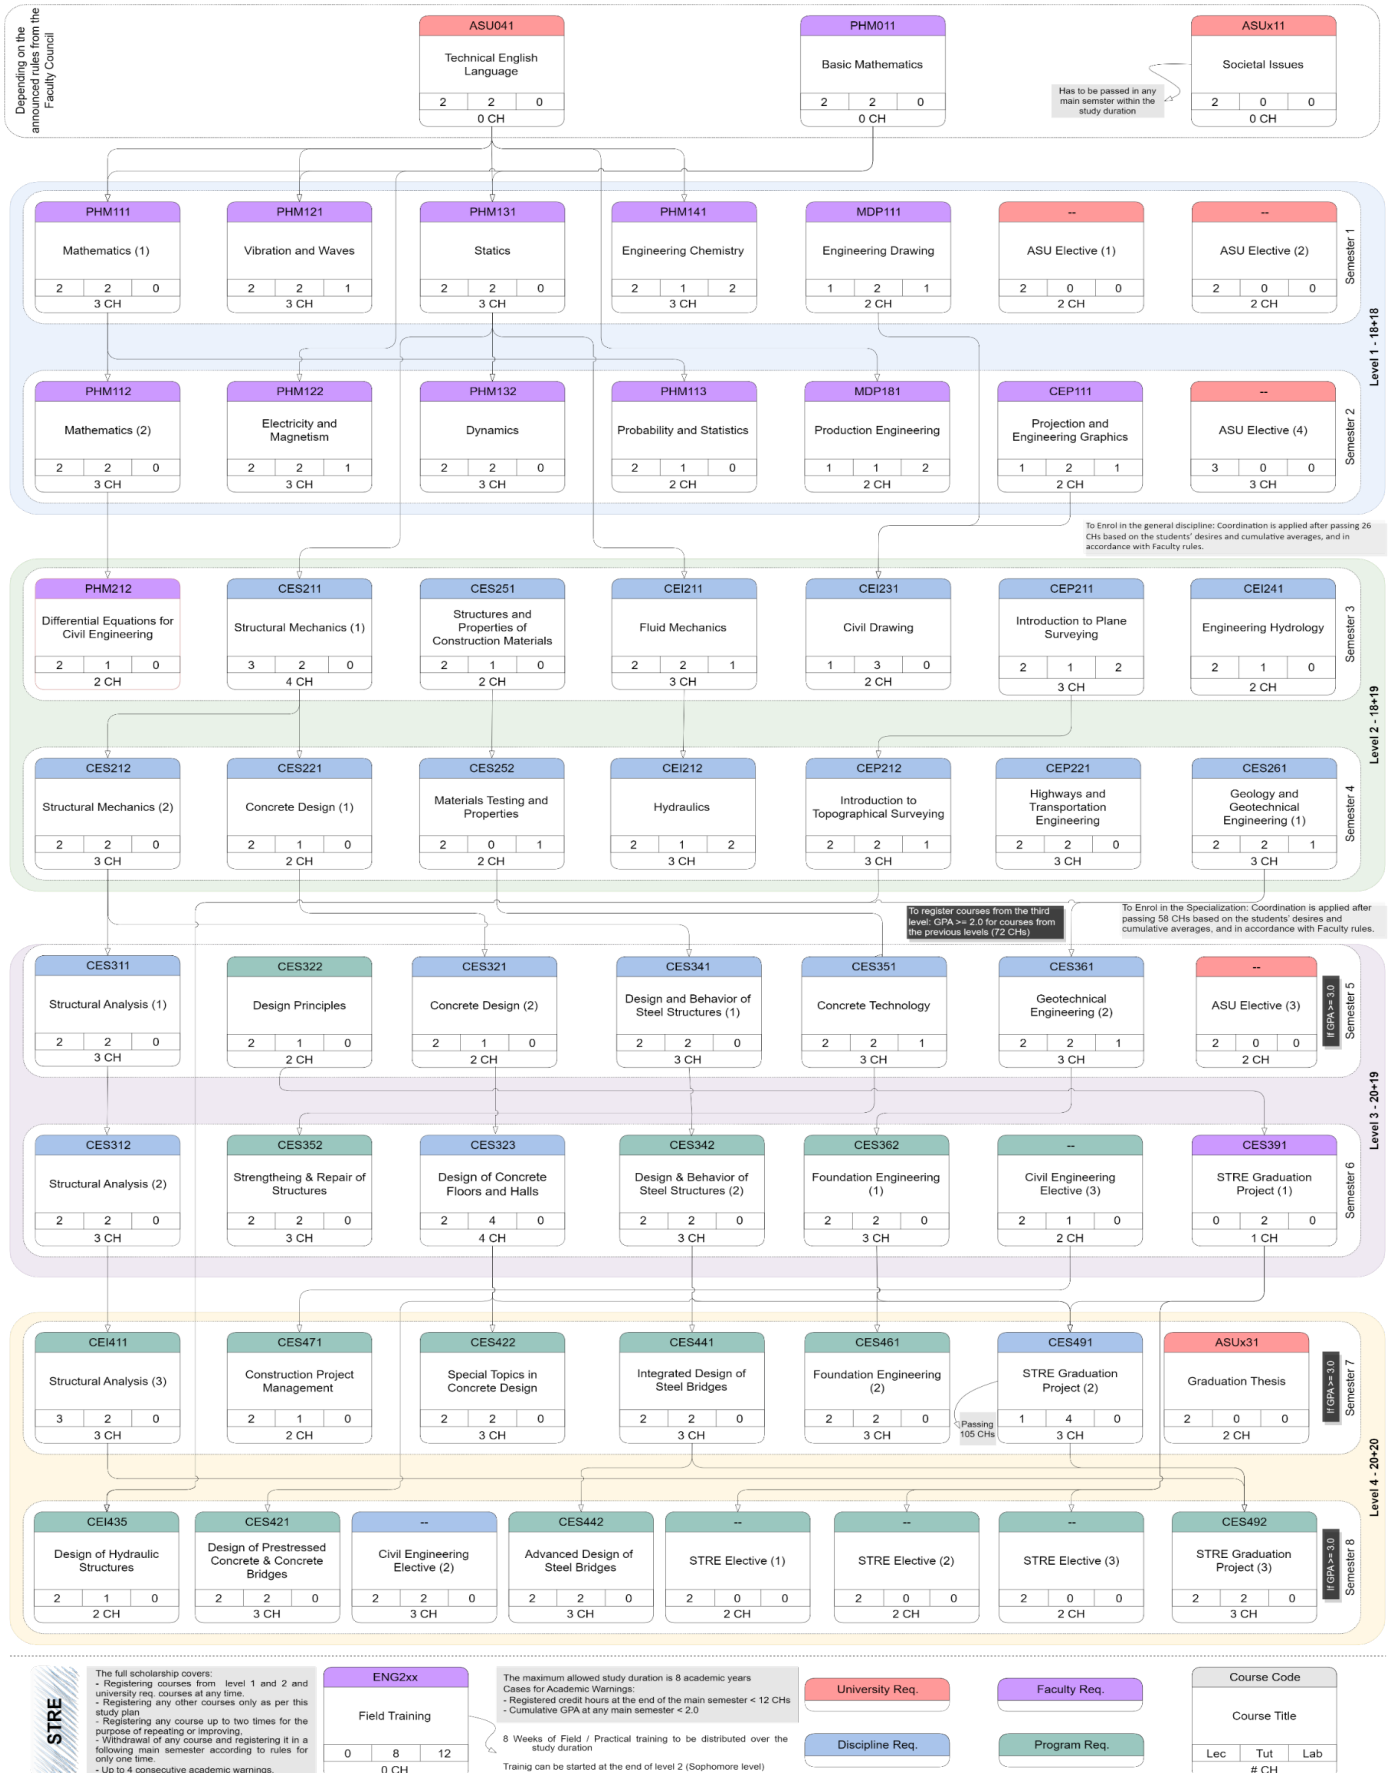 Depending on the
announced rules from the
Faculty Council
ASU041
Technical English
Language
2 2 0
0 CH
PHM011
Basic Mathematics
2 2 0
0 CH
ASUx11
Societal Issues
2 0 0
0 CH
Has to be passed in any
main semster within the
study duration
PHM111
Mathematics (1)
2 2 0
3 CH
PHM121
Vibration and Waves
2 2 1
3 CH
PHM131
Statics
2 2 0
3 CH
PHM141
Engineering Chemistry
2 1 2
3 CH
MDP111
Engineering Drawing
1 2 1
2 CH
--
ASU Elective (1)
2 0 0
2 CH
--
ASU Elective (2)
2 0 0
2 CH
Semester 1
Level 1 - 18+18
PHM112
Mathematics (2)
2 2 0
3 CH
PHM122
Electricity and
Magnetism
2 2 1
3 CH
PHM132
Dynamics
2 2 0
3 CH
PHM113
Probability and Statistics
2 1 0
2 CH
MDP181
Production Engineering
1 1 2
2 CH
CEP111
Projection and
Engineering Graphics
1 2 1
2 CH
--
ASU Elective (4)
3 0 0
3 CH
Semester 2
To Enrol in the general discipline: Coordination is applied after passing 26
CHs based on the students' desires and cumulative averages, and in
accordance with Faculty rules.
PHM212
Differential Equations for
Civil Engineering
2 1 0
2 CH
CES211
Structural Mechanics (1)
3 2 0
4 CH
CES251
Structures and
Properties of
Construction Materials
2 1 0
2 CH
CEI211
Fluid Mechanics
2 2 1
3 CH
CEI231
Civil Drawing
1 3 0
2 CH
CEP211
Introduction to Plane
Surveying
2 1 2
3 CH
CEI241
Engineering Hydrology
2 1 0
2 CH
Semester 3
Level 2 - 18+19
CES212
Structural Mechanics (2)
2 2 0
3 CH
CES221
Concrete Design (1)
2 1 0
2 CH
CES252
Materials Testing and
Properties
2 0 1
2 CH
CEI212
Hydraulics
2 1 2
3 CH
CEP212
Introduction to
Topographical Surveying
2 2 1
3 CH
CEP221
Highways and
Transportation
Engineering
2 2 0
3 CH
CES261
Geology and
Geotechnical
Engineering (1)
2 2 1
3 CH
Semester 4
To register courses from the third
level: GPA >= 2.0 for courses from
the previous levels (72 CHs)
To Enrol in the Specialization: Coordination is applied after
passing 58 CHs based on the students' desires and
cumulative averages, and in accordance with Faculty rules.
CES311
Structural Analysis (1)
2 2 0
3 CH
CES322
Design Principles
2 1 0
2 CH
CES321
Concrete Design (2)
2 1 0
2 CH
CES341
Design and Behavior of
Steel Structures (1)
2 2 0
3 CH
CES351
Concrete Technology
2 2 1
3 CH
CES361
Geotechnical
Engineering (2)
2 2 1
3 CH
--
ASU Elective (3)
2 0 0
2 CH
If GPA >= 3.0
Semester 5
Level 3 - 20+19
CES312
Structural Analysis (2)
2 2 0
3 CH
CES352
Strengtheing & Repair of
Structures
2 2 0
3 CH
CES323
Design of Concrete
Floors and Halls
2 4 0
4 CH
CES342
Design & Behavior of
Steel Structures (2)
2 2 0
3 CH
CES362
Foundation Engineering
(1)
2 2 0
3 CH
--
Civil Engineering
Elective (3)
2 1 0
2 CH
CES391
STRE Graduation
Project (1)
0 2 0
1 CH
Semester 6
CEI411
Structural Analysis (3)
3 2 0
3 CH
CES471
Construction Project
Management
2 1 0
2 CH
CES422
Special Topics in
Concrete Design
2 2 0
3 CH
CES441
Integrated Design of
Steel Bridges
2 2 0
3 CH
CES461
Foundation Engineering
(2)
2 2 0
3 CH
Passing
105 CHs
CES491
STRE Graduation
Project (2)
1 4 0
3 CH
ASUx31
Graduation Thesis
2 0 0
2 CH
If GPA >= 3.0
Semester 7
Level 4 - 20+20
CEI435
Design of Hydraulic
Structures
2 1 0
2 CH
CES421
Design of Prestressed
Concrete & Concrete
Bridges
2 2 0
3 CH
--
Civil Engineering
Elective (2)
2 2 0
3 CH
CES442
Advanced Design of
Steel Bridges
2 2 0
3 CH
--
STRE Elective (1)
2 0 0
2 CH
--
STRE Elective (2)
2 0 0
2 CH
--
STRE Elective (3)
2 0 0
2 CH
CES492
STRE Graduation
Project (3)
2 2 0
3 CH
If GPA >= 3.0
Semester 8
STRE
The full scholarship covers:
- Registering courses from level 1 and 2 and
university req. courses at any time.
- Registering any other courses only as per this
study plan
- Registering any course up to two times for the
purpose of repeating or improving,
- Withdrawal of any course and registering it in a
following main semester according to rules for
only one time.
- Up to 4 consecutive academic warnings.
ENG2xx
Field Training
0 8 12
0 CH
The maximum allowed study duration is 8 academic years
Cases for Academic Warnings:
- Registered credit hours at the end of the main semester < 12 CHs
- Cumulative GPA at any main semester < 2.0
8 Weeks of Field / Practical training to be distributed over the
study duration
Trainig can be started at the end of level 2 (Sophomore level)
University Req.
Faculty Req.
Discipline Req.
Program Req.
Course Code
Course Title
Lec Tut Lab
# CH